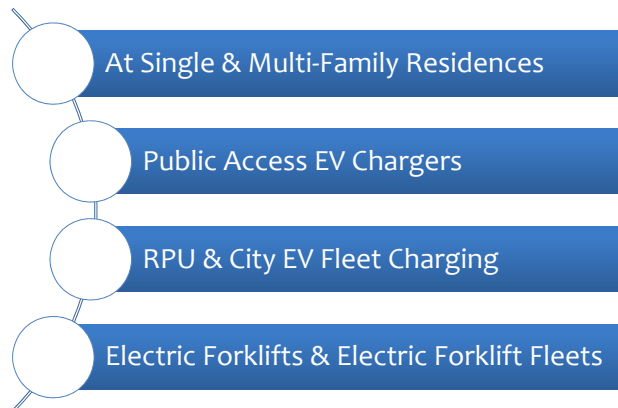 At Single & Multi-Family Residences
Public Access EV Chargers
RPU & City EV Fleet Charging
Electric Forklifts & Electric Forklift Fleets